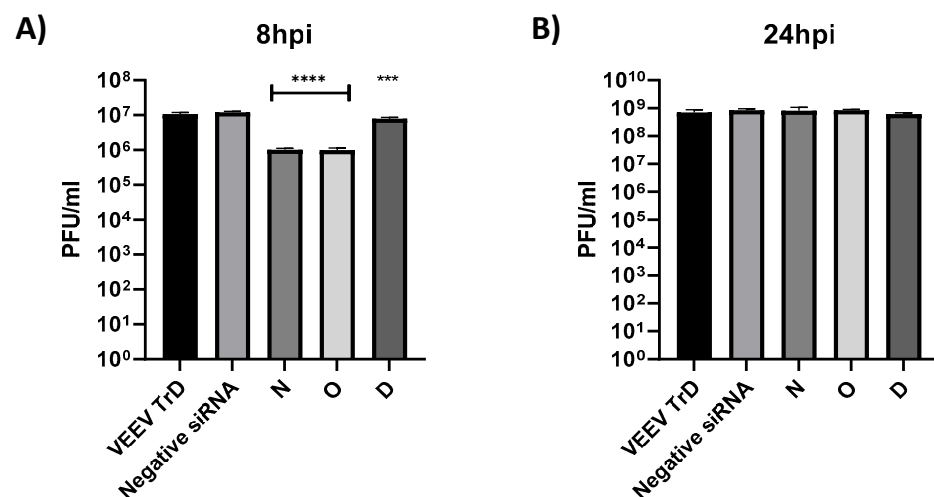 A)
8hpi
PFU/ml
10⁸
10⁷
10⁶
10⁵
10⁴
10³
10²
10¹
10⁰
****
***
VEEV TrD
Negative siRNA
N
O
D
B)
24hpi
PFU/ml
10¹⁰
10⁹
10⁸
10⁷
10⁶
10⁵
10⁴
10³
10²
10¹
10⁰
VEEV TrD
Negative siRNA
N
O
D